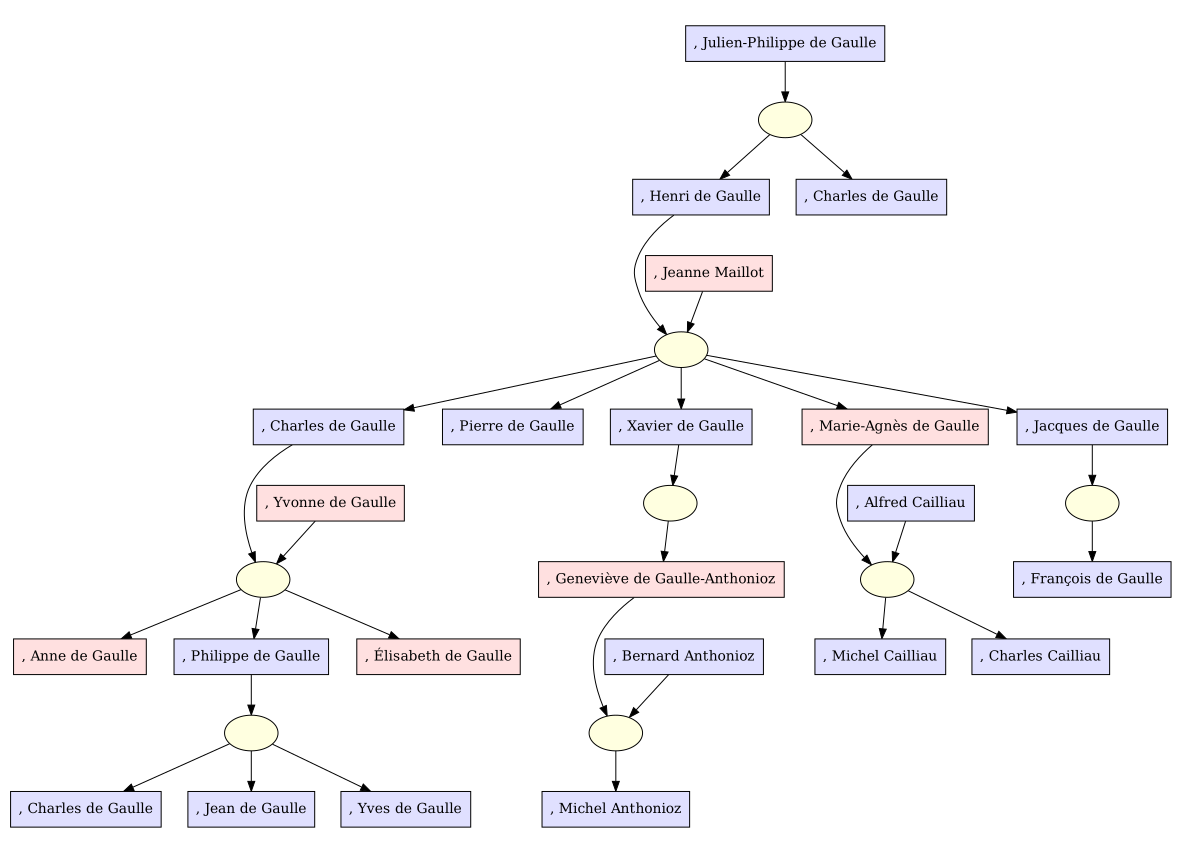 , Julien-Philippe de Gaulle
, Henri de Gaulle
, Charles de Gaulle
, Jeanne Maillot
, Charles de Gaulle
, Pierre de Gaulle
, Xavier de Gaulle
, Marie-Agnès de Gaulle
, Jacques de Gaulle
, Yvonne de Gaulle
, Alfred Cailliau
, Geneviève de Gaulle-Anthonioz
, François de Gaulle
, Anne de Gaulle
, Philippe de Gaulle
, Élisabeth de Gaulle
, Bernard Anthonioz
, Michel Cailliau
, Charles Cailliau
, Charles de Gaulle
, Jean de Gaulle
, Yves de Gaulle
, Michel Anthonioz